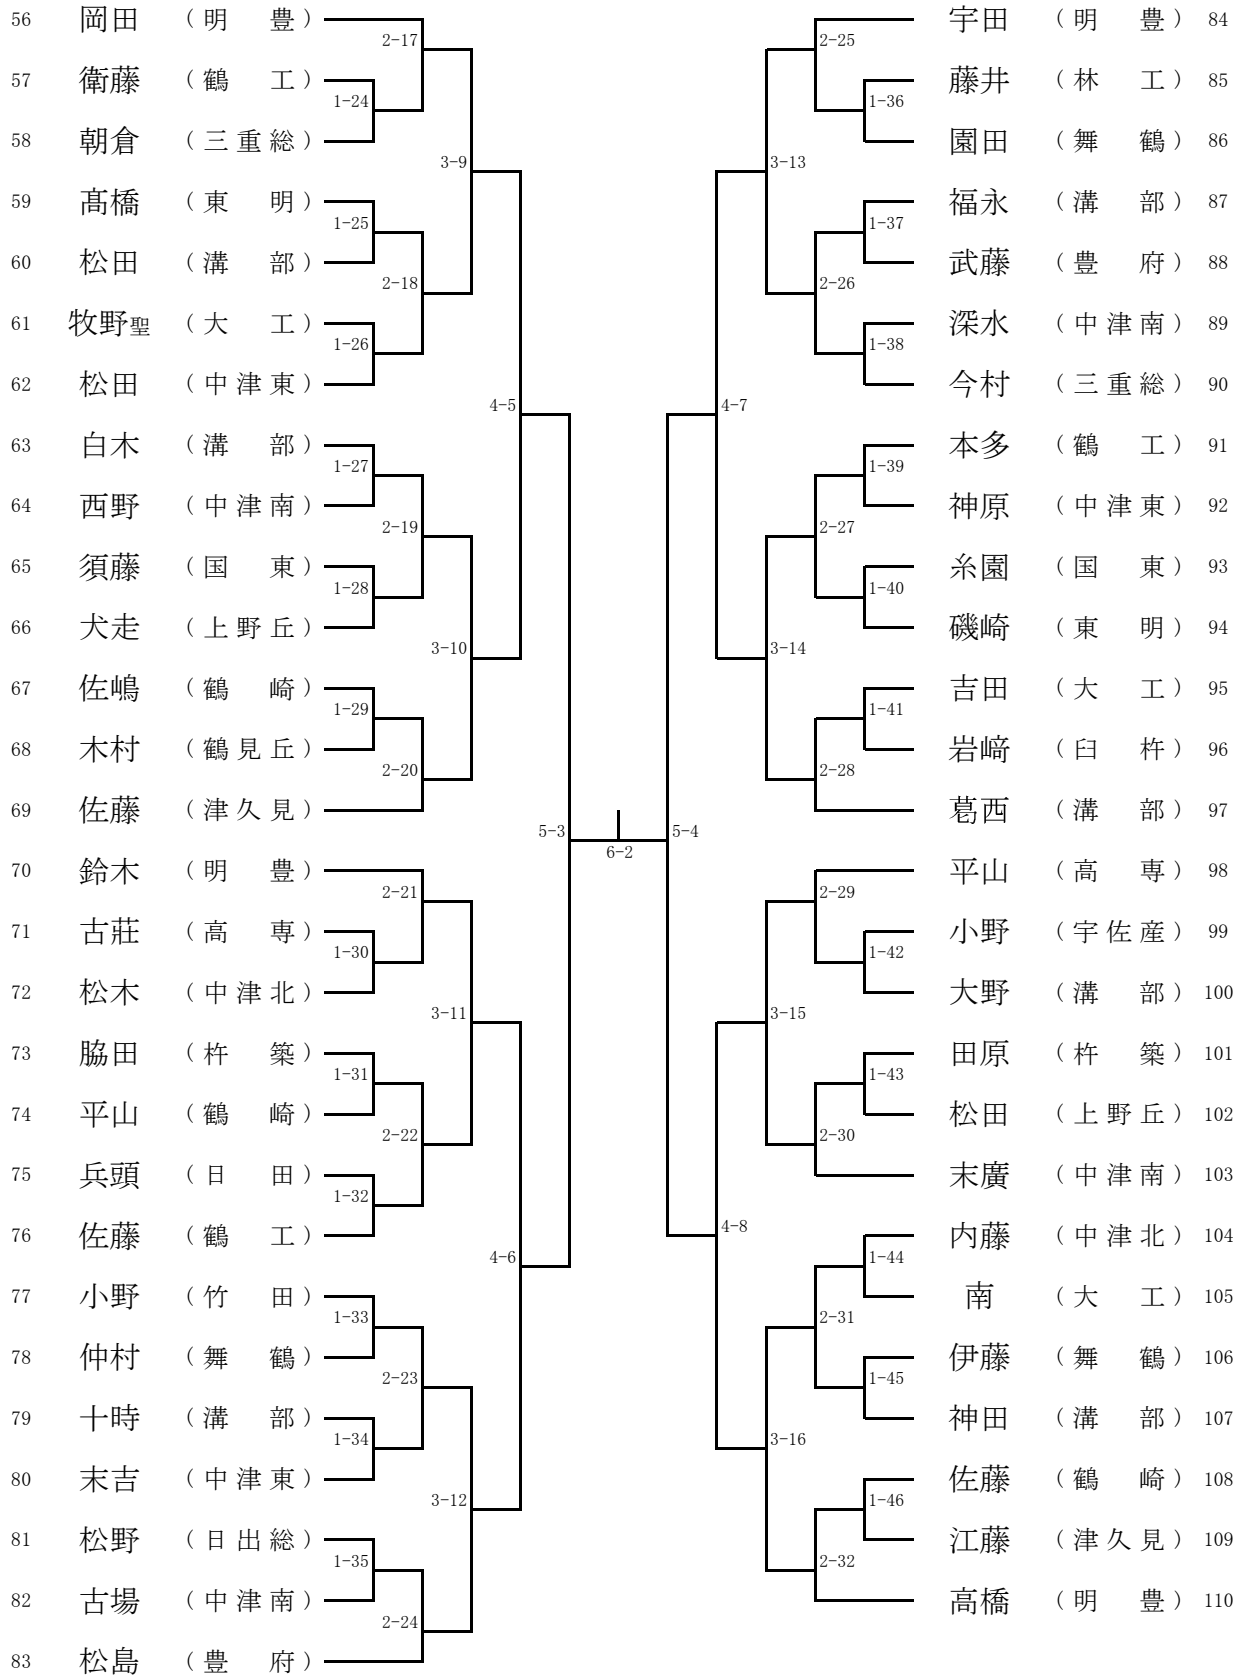 56 岡田 （明　豊）
2-17
57 衛藤 （鶴　工）
1-24
58 朝倉 （三重総）
3-9
59 髙橋 （東　明）
1-25
60 松田 （溝　部）
2-18
61 牧野聖 （大　工）
1-26
62 松田 （中津東）
4-5
63 白木 （溝　部）
1-27
64 西野 （中津南）
2-19
65 須藤 （国　東）
1-28
66 犬走 （上野丘）
3-10
67 佐嶋 （鶴　崎）
1-29
68 木村 （鶴見丘）
2-20
69 佐藤 （津久見）
5-3
70 鈴木 （明　豊）
2-21
71 古莊 （高　専）
1-30
72 松木 （中津北）
3-11
73 脇田 （杵　築）
1-31
74 平山 （鶴　崎）
2-22
75 兵頭 （日　田）
1-32
76 佐藤 （鶴　工）
4-6
77 小野 （竹　田）
1-33
78 仲村 （舞　鶴）
2-23
79 十時 （溝　部）
1-34
80 末吉 （中津東）
3-12
81 松野 （日出総）
1-35
82 古場 （中津南）
2-24
83 松島 （豊　府）
6-2
宇田 （明　豊） 84
2-25
藤井 （林　工） 85
1-36
園田 （舞　鶴） 86
3-13
福永 （溝　部） 87
1-37
武藤 （豊　府） 88
2-26
深水 （中津南） 89
1-38
今村 （三重総） 90
4-7
本多 （鶴　工） 91
1-39
神原 （中津東） 92
2-27
糸園 （国　東） 93
1-40
磯崎 （東　明） 94
3-14
吉田 （大　工） 95
1-41
岩﨑 （臼　杵） 96
2-28
葛西 （溝　部） 97
5-4
平山 （高　専） 98
2-29
小野 （宇佐産） 99
1-42
大野 （溝　部） 100
3-15
田原 （杵　築） 101
1-43
松田 （上野丘） 102
2-30
末廣 （中津南） 103
4-8
内藤 （中津北） 104
1-44
南 （大　工） 105
2-31
伊藤 （舞　鶴） 106
1-45
神田 （溝　部） 107
3-16
佐藤 （鶴　崎） 108
1-46
江藤 （津久見） 109
2-32
高橋 （明　豊） 110